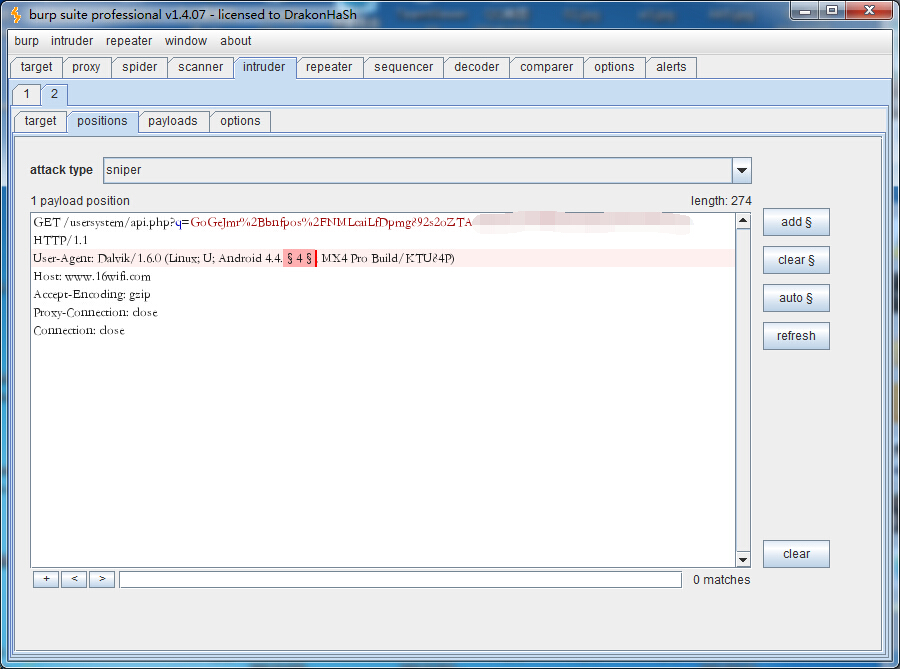 burp suite professional v1.4.07 - licensed to DrakonHaSh
burp intruder repeater window about
target proxy spider scanner intruder repeater sequencer decoder comparer options alerts
1 2
target positions payloads options
attack type sniper
1 payload position length: 274
GET /usersystem/api.php?q=GoGeJmr%2Bbnfpos%2FNMLcaiLfDpmg892s2oZTA
HTTP/1.1
User-Agent: Dalvik/1.6.0 (Linux; U; Android 4.4.§ 4 §; MX4 Pro Build/KTU84P)
Host: www.16wifi.com
Accept-Encoding: gzip
Proxy-Connection: close
Connection: close
add §
clear §
auto §
refresh
clear
+ < > 0 matches